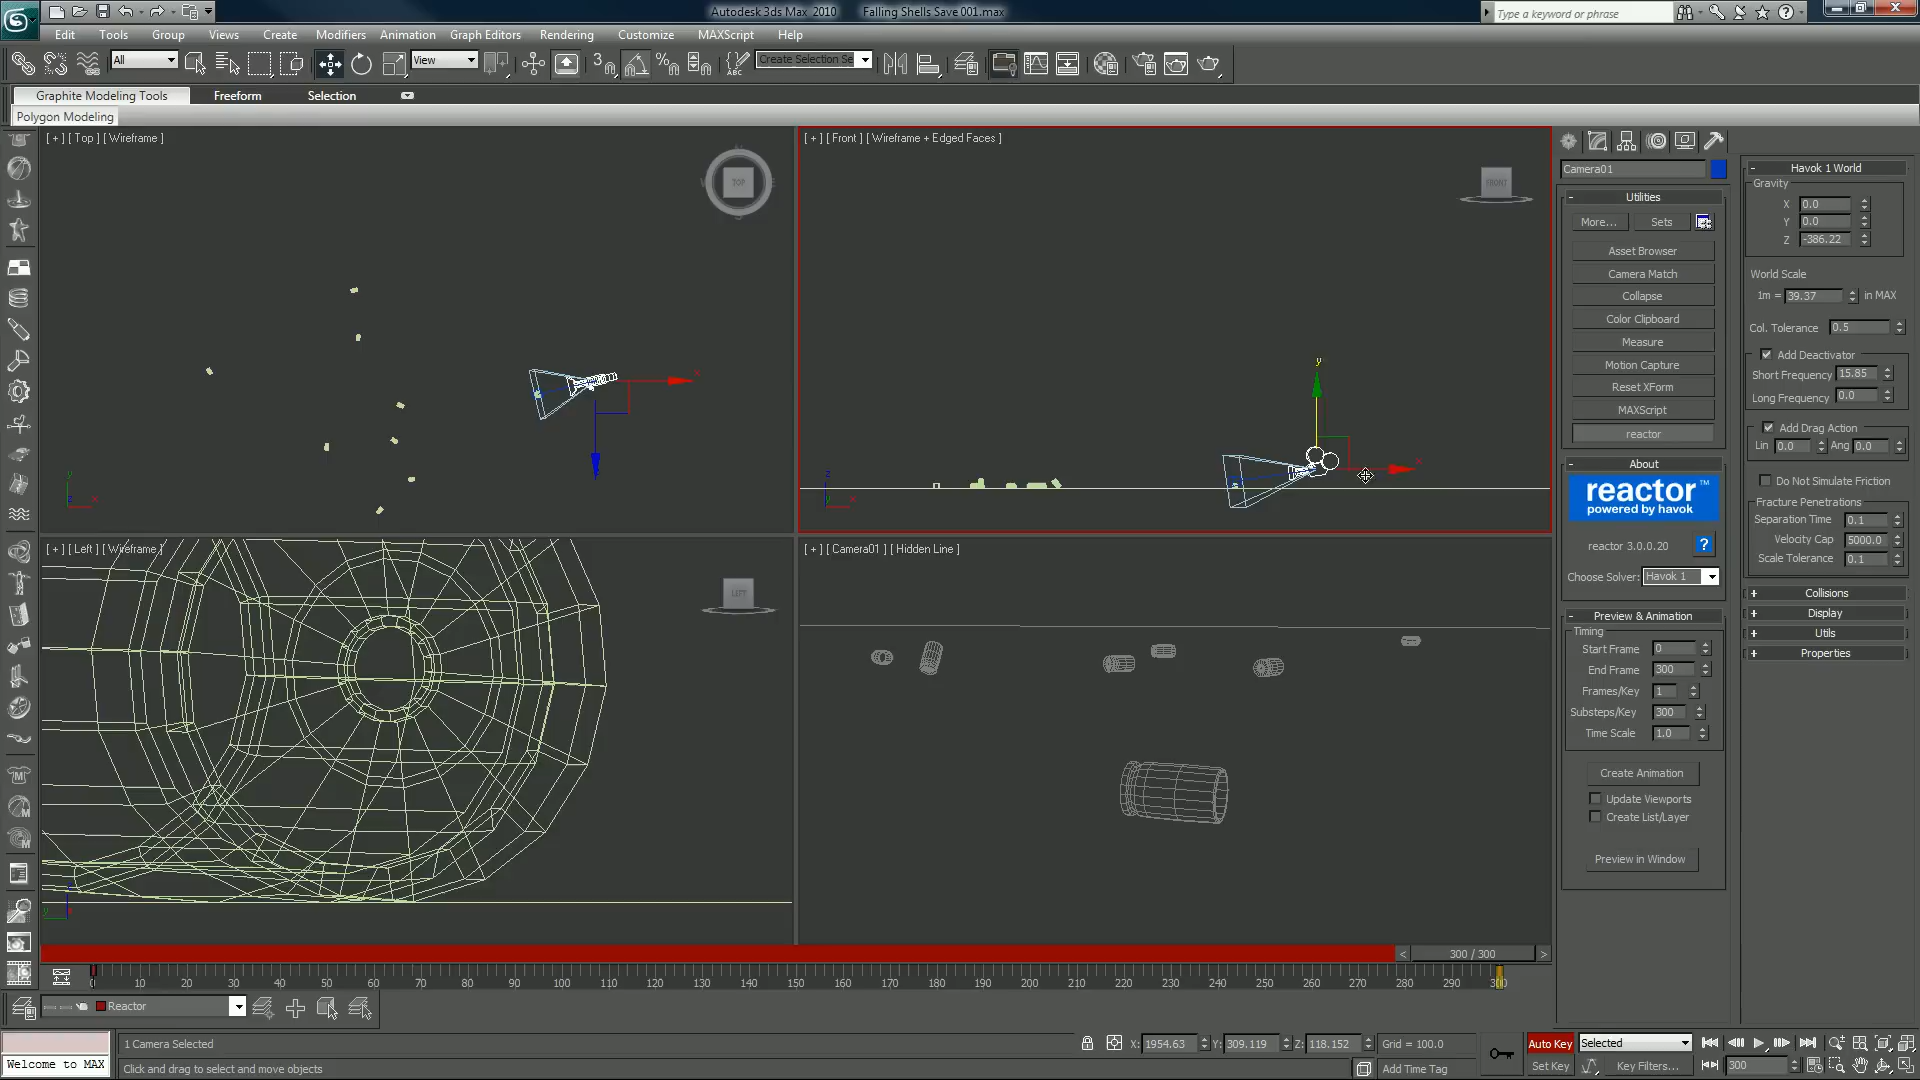 Autodesk 3ds Max 2010 Falling Shells Save 001.max
Type a keyword or phrase
Edit Tools Group Views Create Modifiers Animation Graph Editors Rendering Customize MAXScript Help
All View Create Selection Se
Graphite Modeling Tools Freeform Selection
Polygon Modeling
[ + ] [ Top ] [ Wireframe ]
TOP
[ + ] [ Front ] [ Wireframe + Edged Faces ]
FRONT
[ + ] [ Left ] [ Wireframe ]
LEFT
[ + ] [ Camera01 ] [ Hidden Line ]
Camera01
- Utilities
More... Sets
Asset Browser
Camera Match
Collapse
Color Clipboard
Measure
Motion Capture
Reset XForm
MAXScript
reactor
- About
reactor™
powered by havok
reactor 3.0.0.20 ?
Choose Solver: Havok 1
- Preview & Animation
Timing
Start Frame 0
End Frame 300
Frames/Key 1
Substeps/Key 300
Time Scale 1.0
Create Animation
Update Viewports
Create List/Layer
Preview in Window
- Havok 1 World
Gravity
X 0.0
Y 0.0
Z -386.22
World Scale
1m = 39.37 in MAX
Col. Tolerance 0.5
Add Deactivator
Short Frequency 15.85
Long Frequency 0.0
Add Drag Action
Lin 0.0 Ang 0.0
Do Not Simulate Friction
Fracture Penetrations
Separation Time 0.1
Velocity Cap 5000.0
Scale Tolerance 0.1
+ Collisions
+ Display
+ Utils
+ Properties
< 300 / 300 >
0 10 20 30 40 50 60 70 80 90 100 110 120 130 140 150 160 170 180 190 200 210 220 230 240 250 260 270 280 290 300
Reactor
1 Camera Selected
X: 1954.63 Y: 309.119 Z: 118.152 Grid = 100.0
Auto Key Selected
Welcome to MAX
Click and drag to select and move objects
Add Time Tag
Set Key Key Filters... 300